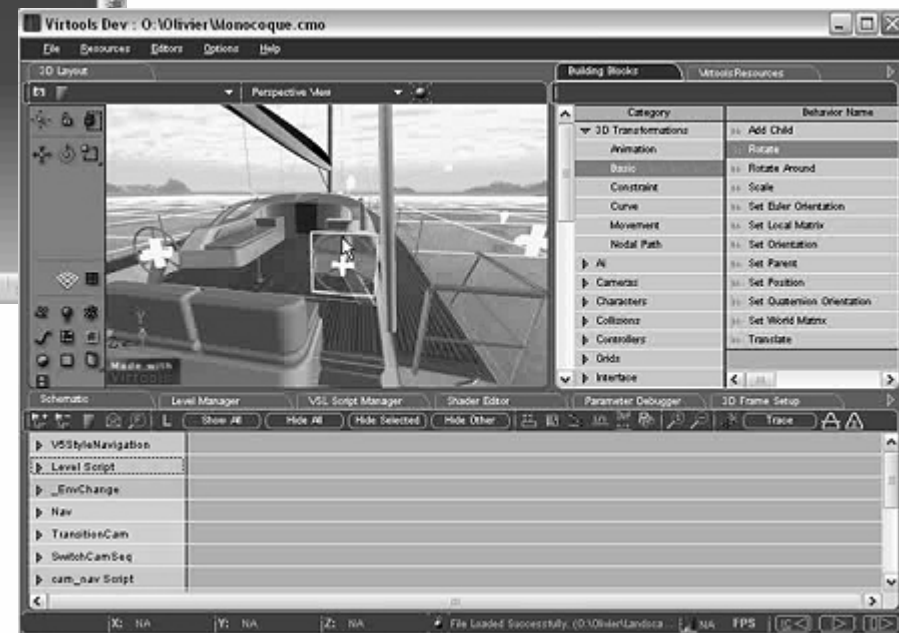 Virtools Dev : O:\Olivier\Monocoque.cmo
File Resources Editors Options Help
3D Layout
Building Blocks
Virtools Resources
Perspective View
Category
Behavior Name
3D Transformations
Add Child
Animation
Rotate
Basic
Rotate Around
Constraint
Scale
Curve
Set Euler Orientation
Movement
Set Local Matrix
Nodal Path
Set Orientation
AI
Set Parent
Cameras
Set Position
Characters
Set Quaternion Orientation
Collisions
Set World Matrix
Controllers
Translate
Grids
Interface
Made with
Virtools
Schematic
Level Manager
VSL Script Manager
Shader Editor
Parameter Debugger
3D Frame Setup
L
Show All
Hide All
Hide Selected
Hide Other
Trace
A A
V5StyleNavigation
Level Script
_EnvChange
Nav
TransitionCam
SwitchCamSeq
cam_nav Script
X: NA
Y: NA
Z: NA
File Loaded Successfully: (O:\Olivier\Landsca...
NA
FPS